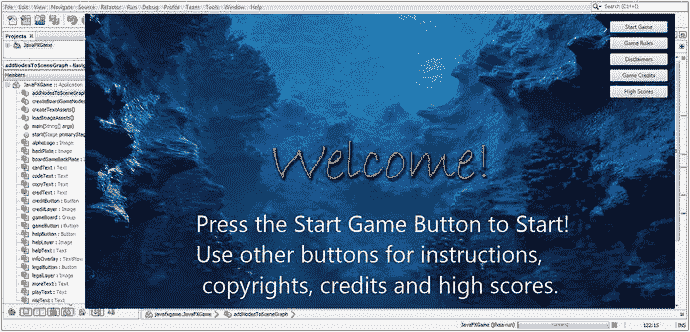 File Edit View Navigate Source Refactor Run Debug Profile Team Tools Window Help
Search (Ctrl+I)
Projects
JavaFXGame
addNodesToSceneGraph - Navig
Members
JavaFXGame :: Application
addNodesToSceneGraph
createBoardGameNodes
createTextAssets()
loadImageAssets()
main(String[] args)
start(Stage primaryStage
alphaLogo : Image
backPlate : Image
boardGameBackPlate :
cardText : Text
codeText : Text
copyText : Text
credText : Text
creditButton : Button
creditLayer : Image
gameBoard : Group
gameButton : Button
helpButton : Button
helpLayer : Image
helpText : Text
infoOverlay : TextFlow
legalButton : Button
legalLayer : Image
moreText : Text
playText : Text
riteText : Text
Start Game
Game Rules
Disclaimers
Game Credits
High Scores
Welcome!
Press the Start Game Button to Start!
Use other buttons for instructions,
copyrights, credits and high scores.
javafxgame.JavaFXGame
addNodesToSceneGraph
JavaFXGame (jfxsa-run)
122:15